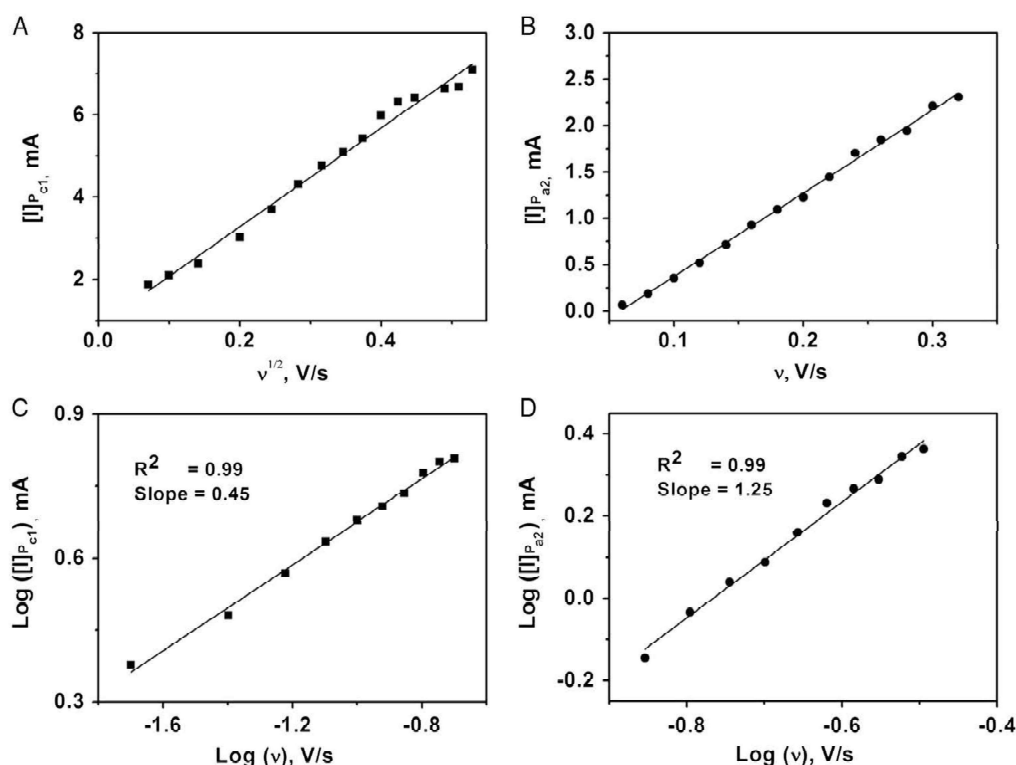 A
8
6
4
2
[I]Pc1, mA
0.0 0.2 0.4
ν1/2, V/s
B
3.0
2.5
2.0
1.5
1.0
0.5
0.0
[I]Pa2, mA
0.1 0.2 0.3
ν, V/s
C
0.9
0.6
0.3
Log ([I]Pc1), mA
R2 = 0.99
Slope = 0.45
-1.6 -1.2 -0.8
Log (ν), V/s
D
0.4
0.2
0.0
-0.2
Log ([I]Pa2), mA
R2 = 0.99
Slope = 1.25
-0.8 -0.6 -0.4
Log (ν), V/s